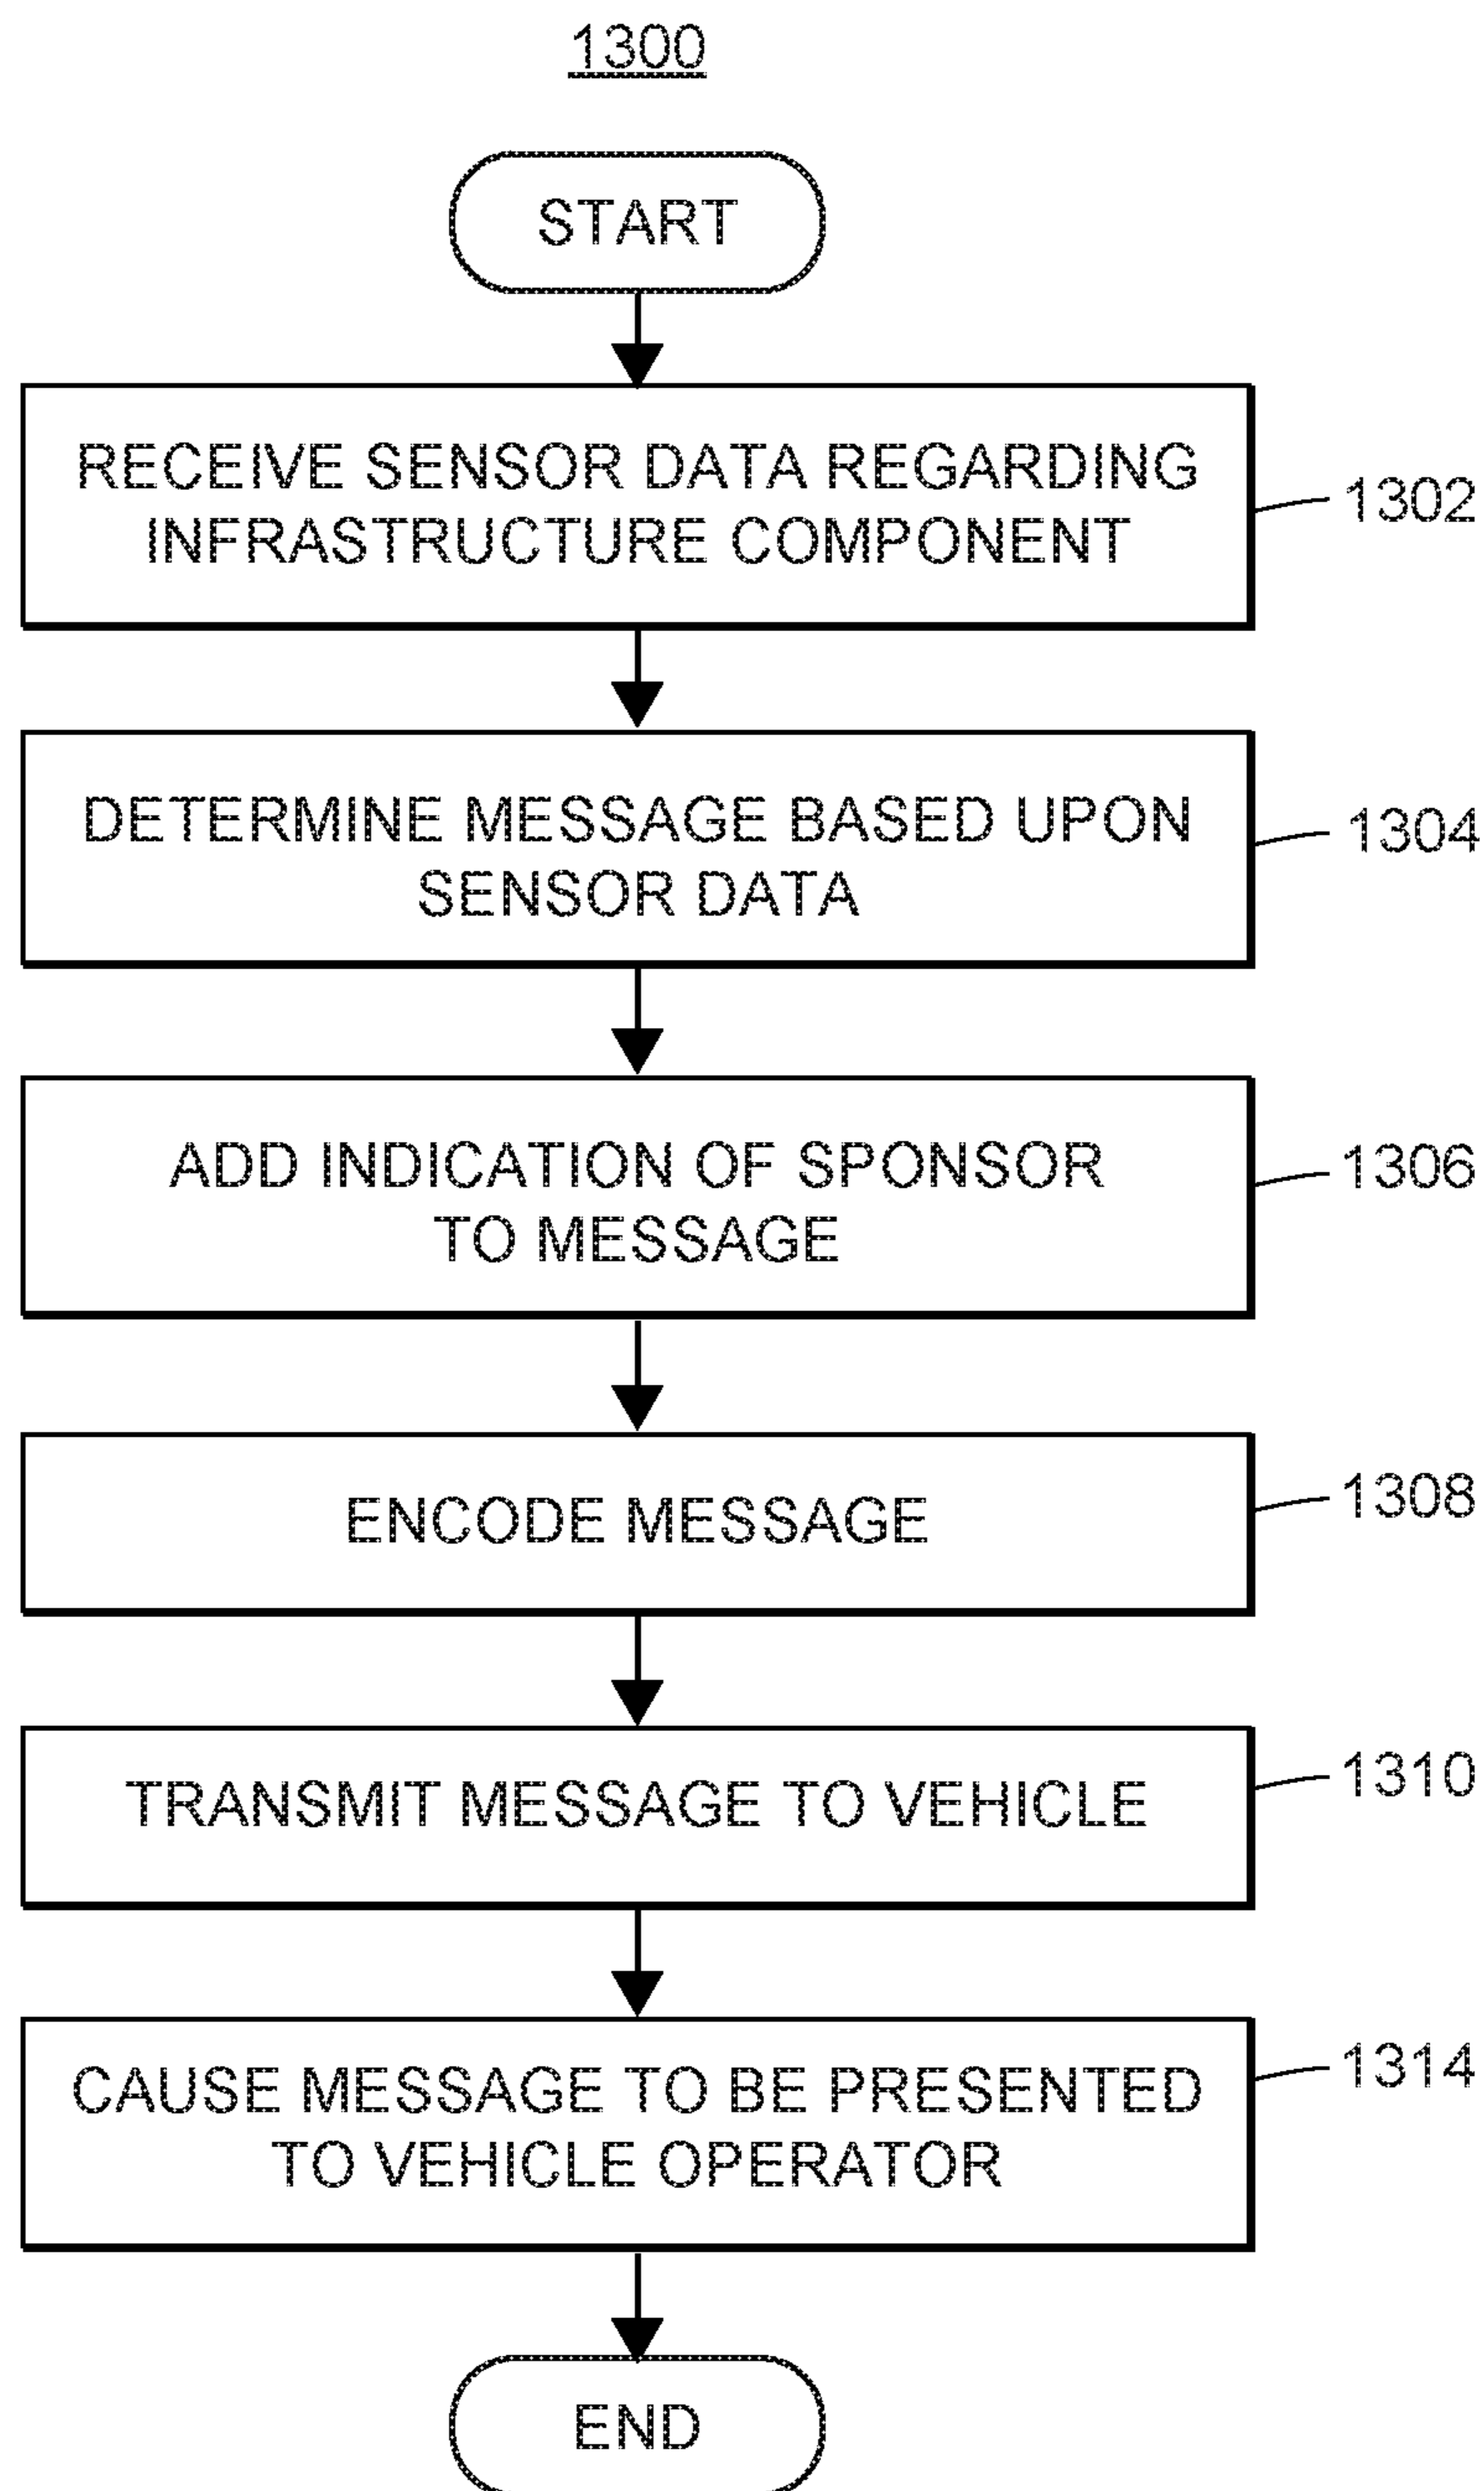 1300
START
RECEIVE SENSOR DATA REGARDING
INFRASTRUCTURE COMPONENT
1302
DETERMINE MESSAGE BASED UPON
SENSOR DATA
1304
ADD INDICATION OF SPONSOR
TO MESSAGE
1306
ENCODE MESSAGE
1308
TRANSMIT MESSAGE TO VEHICLE
1310
CAUSE MESSAGE TO BE PRESENTED
TO VEHICLE OPERATOR
1314
END